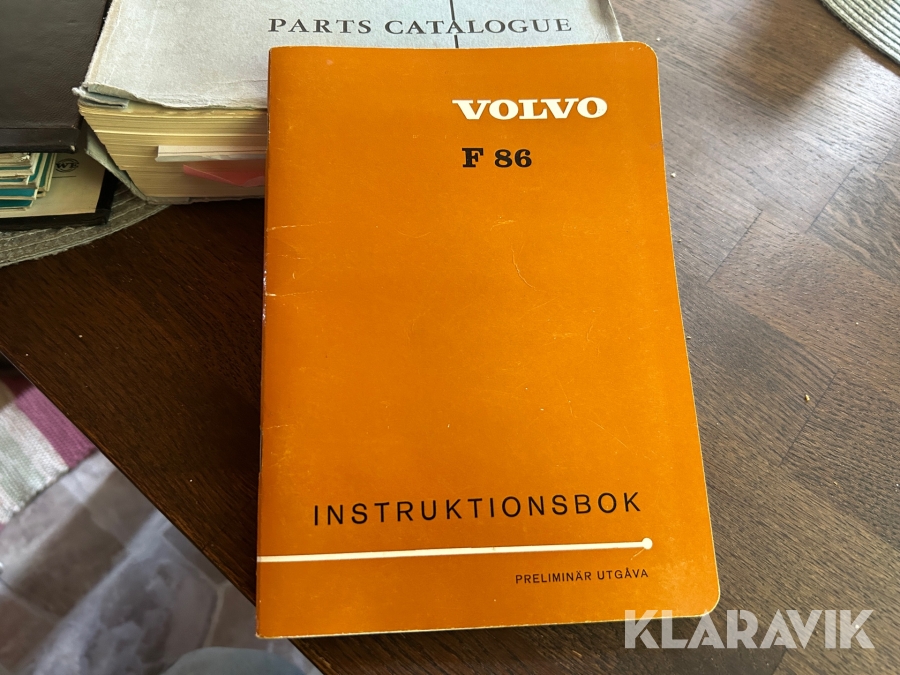 PARTS CATALOGUE
VOLVO
F 86
INSTRUKTIONSBOK
PRELIMINÄR UTGÅVA
KLARAVIK